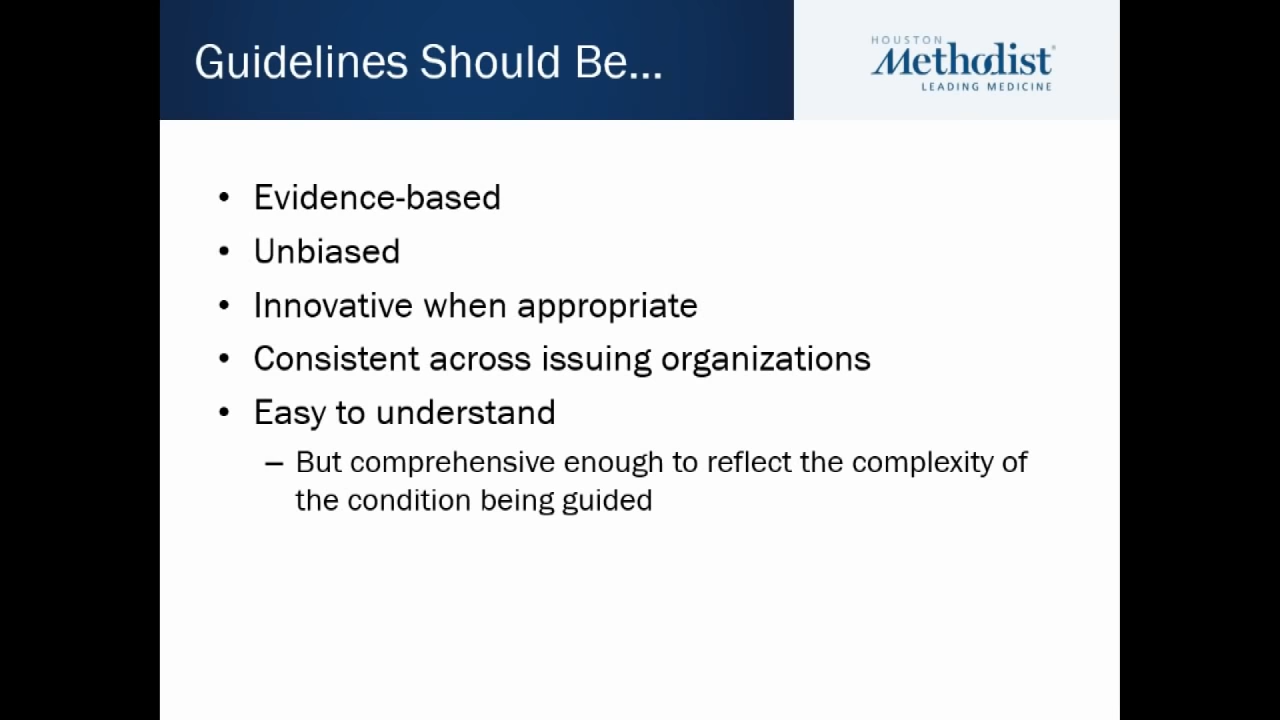 Guidelines Should Be...
HOUSTON
Methodist®
LEADING MEDICINE
• Evidence-based
• Unbiased
• Innovative when appropriate
• Consistent across issuing organizations
• Easy to understand
– But comprehensive enough to reflect the complexity of
the condition being guided